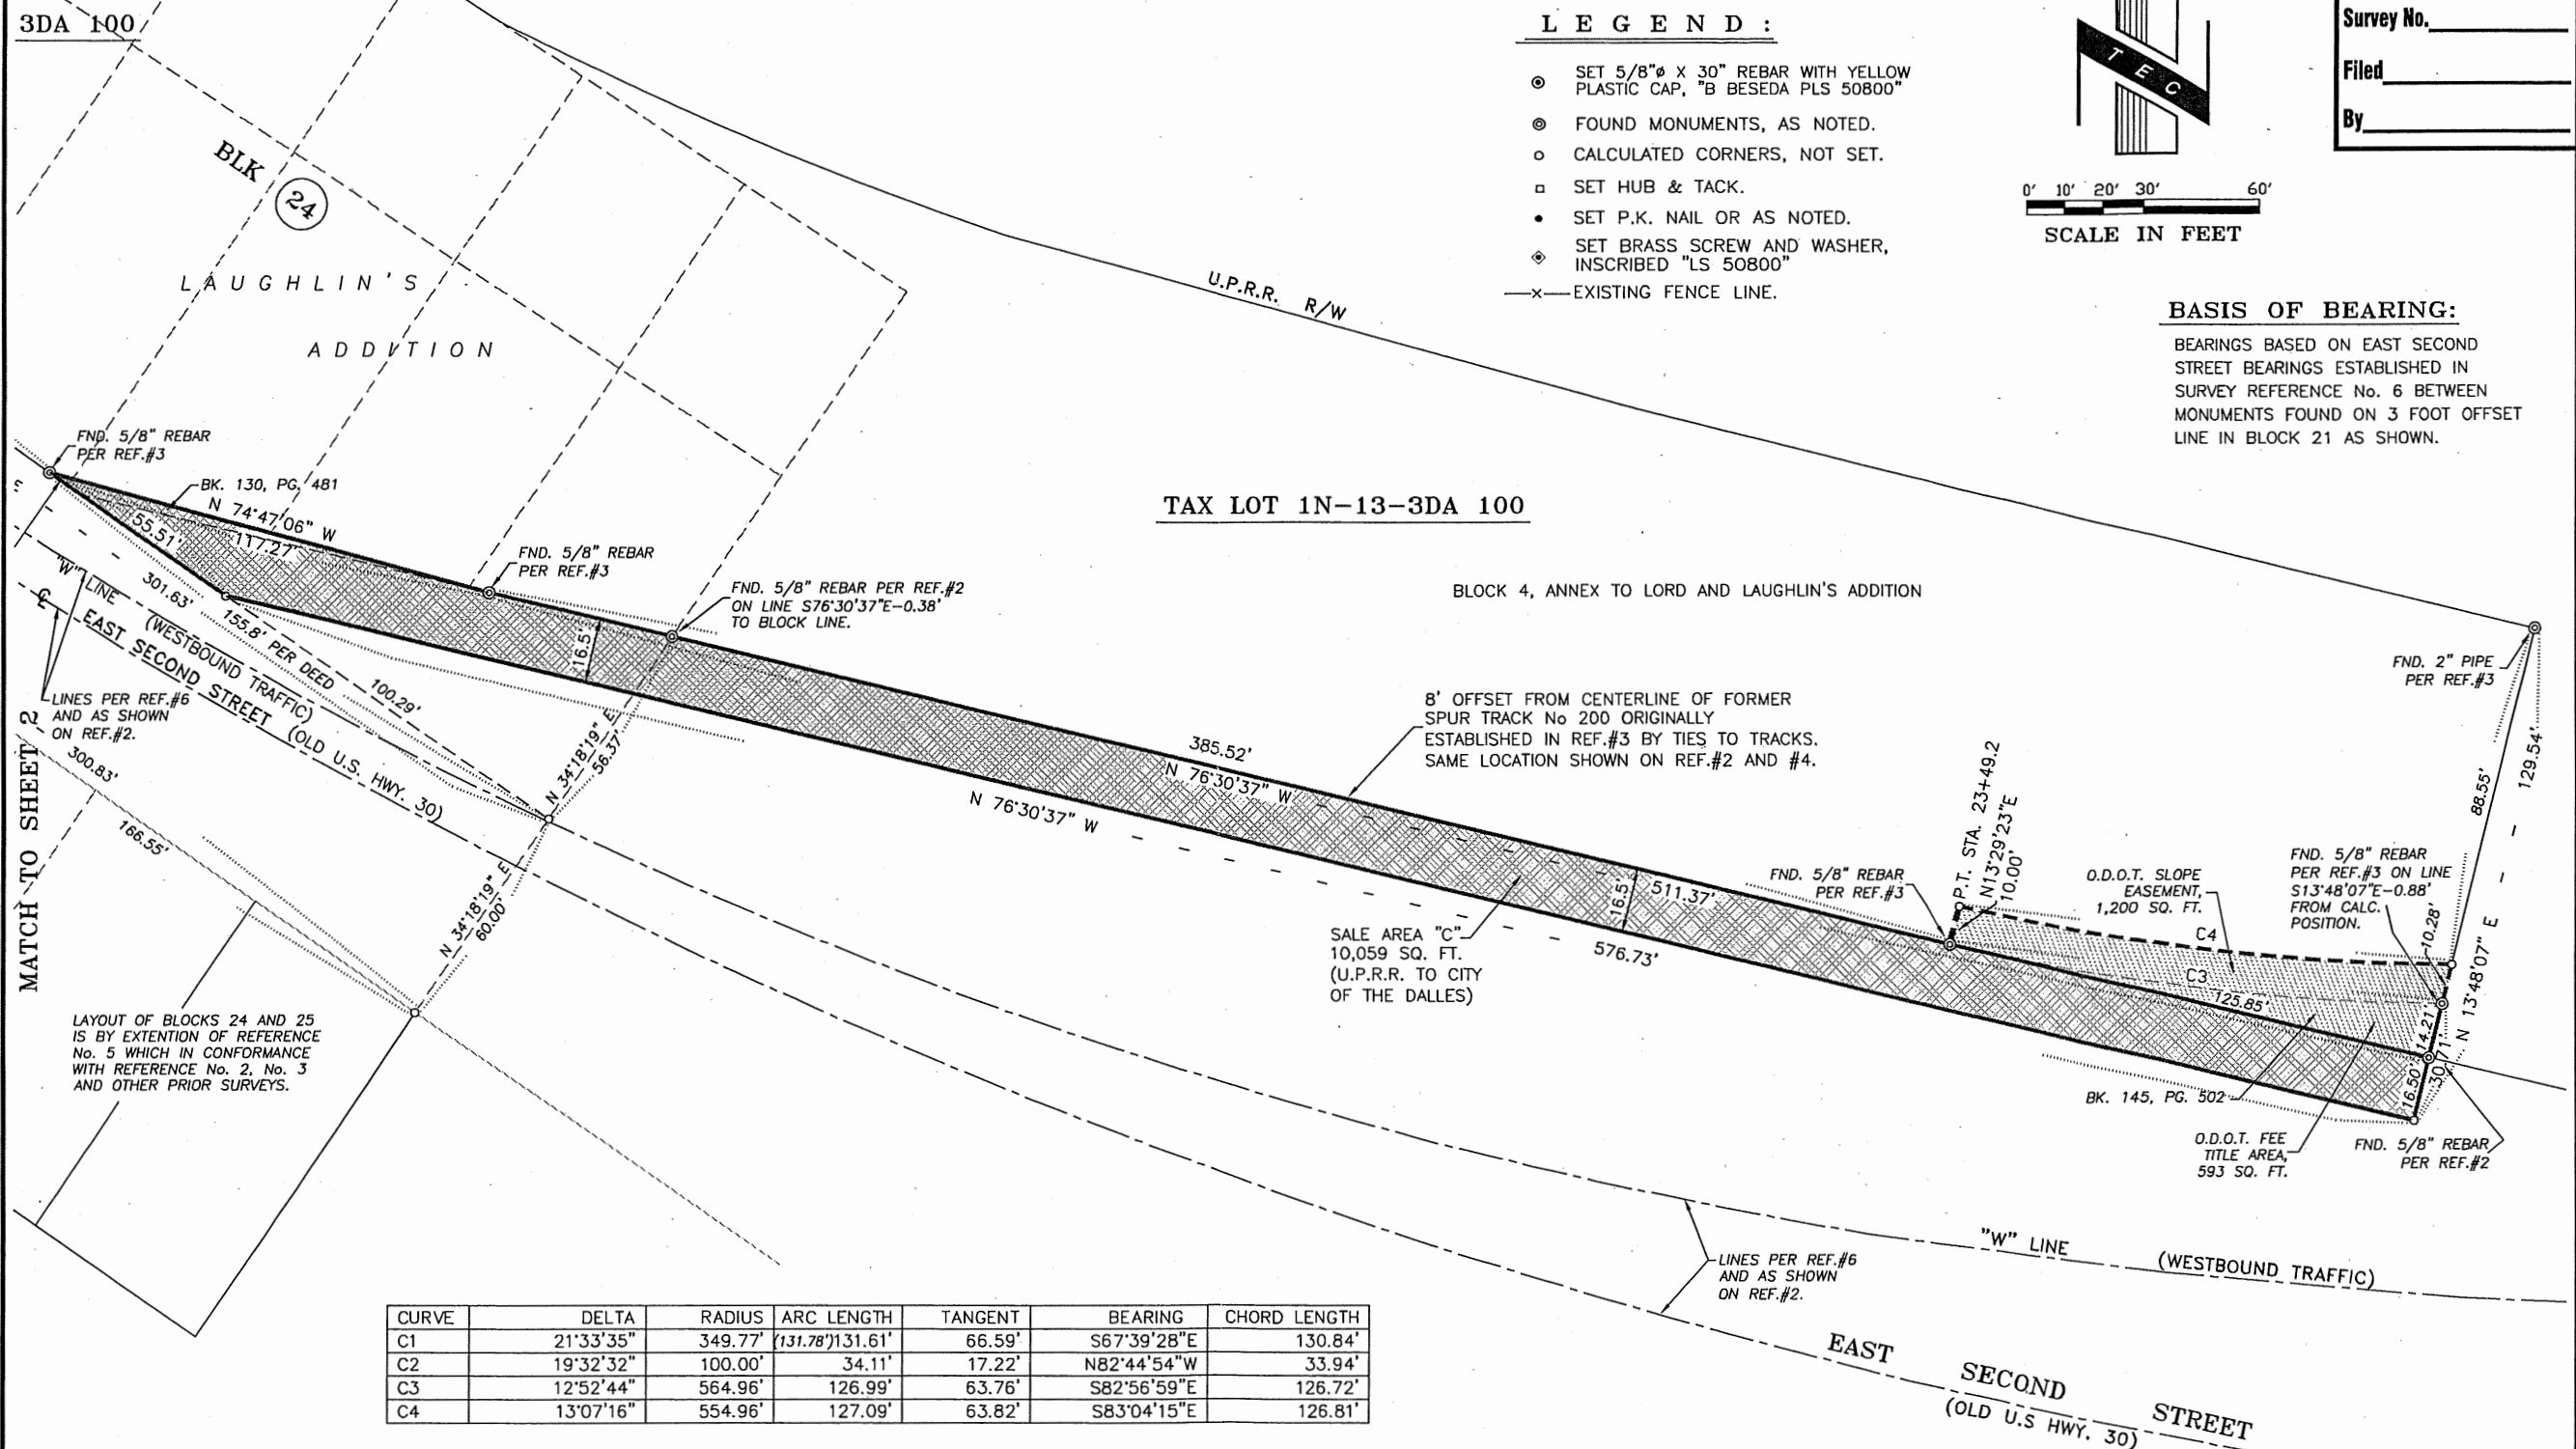 3DA 100
L E G E N D :
SET 5/8"ø X 30" REBAR WITH YELLOW
PLASTIC CAP, "B BESEDA PLS 50800"
FOUND MONUMENTS, AS NOTED.
CALCULATED CORNERS, NOT SET.
SET HUB & TACK.
SET P.K. NAIL OR AS NOTED.
SET BRASS SCREW AND WASHER,
INSCRIBED "LS 50800"
—x— EXISTING FENCE LINE.
T E C
0' 10' 20' 30' 60'
SCALE IN FEET
Survey No.
Filed
By
BASIS OF BEARING:
BEARINGS BASED ON EAST SECOND
STREET BEARINGS ESTABLISHED IN
SURVEY REFERENCE No. 6 BETWEEN
MONUMENTS FOUND ON 3 FOOT OFFSET
LINE IN BLOCK 21 AS SHOWN.
BLK 24
LAUGHLIN'S
ADDITION
U.P.R.R. R/W
FND. 5/8" REBAR
PER REF.#3
BK. 130, PG. 481
N 74°47'06" W
117.27'
55.51'
FND. 5/8" REBAR
PER REF.#3
FND. 5/8" REBAR PER REF.#2
ON LINE S76°30'37"E-0.38'
TO BLOCK LINE.
16.5'
TAX LOT 1N-13-3DA 100
BLOCK 4, ANNEX TO LORD AND LAUGHLIN'S ADDITION
"W" LINE (WESTBOUND TRAFFIC)
301.63'
155.8' PER DEED
100.29'
℄ EAST SECOND STREET (OLD U.S. HWY. 30)
LINES PER REF.#6
AND AS SHOWN
ON REF.#2.
300.83'
166.55'
MATCH TO SHEET 2
N 34°18'19" E
56.37'
N 34°18'19" E
60.00'
385.52'
N 76°30'37" W
N 76°30'37" W
8' OFFSET FROM CENTERLINE OF FORMER
SPUR TRACK No 200 ORIGINALLY
ESTABLISHED IN REF.#3 BY TIES TO TRACKS.
SAME LOCATION SHOWN ON REF.#2 AND #4.
SALE AREA "C"
10,059 SQ. FT.
(U.P.R.R. TO CITY
OF THE DALLES)
16.5'
511.37'
576.73'
FND. 5/8" REBAR
PER REF.#3
P.T. STA. 23+49.2
N13°29'23"E
10.00'
O.D.O.T. SLOPE
EASEMENT,
1,200 SQ. FT.
C4
C3
125.85'
FND. 2" PIPE
PER REF.#3
88.55'
129.54'
FND. 5/8" REBAR
PER REF.#3 ON LINE
S13°48'07"E-0.88'
FROM CALC.
POSITION.
10.28'
N 13°48'07" E
14.21'
30.71'
16.50'
BK. 145, PG. 502
O.D.O.T. FEE
TITLE AREA,
593 SQ. FT.
FND. 5/8" REBAR
PER REF.#2
LAYOUT OF BLOCKS 24 AND 25
IS BY EXTENTION OF REFERENCE
No. 5 WHICH IN CONFORMANCE
WITH REFERENCE No. 2, No. 3
AND OTHER PRIOR SURVEYS.
LINES PER REF.#6
AND AS SHOWN
ON REF.#2.
"W" LINE (WESTBOUND TRAFFIC)
EAST SECOND STREET
(OLD U.S HWY. 30)
CURVE DELTA RADIUS ARC LENGTH TANGENT BEARING CHORD LENGTH
C1 21°33'35" 349.77' (131.78')131.61' 66.59' S67°39'28"E 130.84'
C2 19°32'32" 100.00' 34.11' 17.22' N82°44'54"W 33.94'
C3 12°52'44" 564.96' 126.99' 63.76' S82°56'59"E 126.72'
C4 13°07'16" 554.96' 127.09' 63.82' S83°04'15"E 126.81'